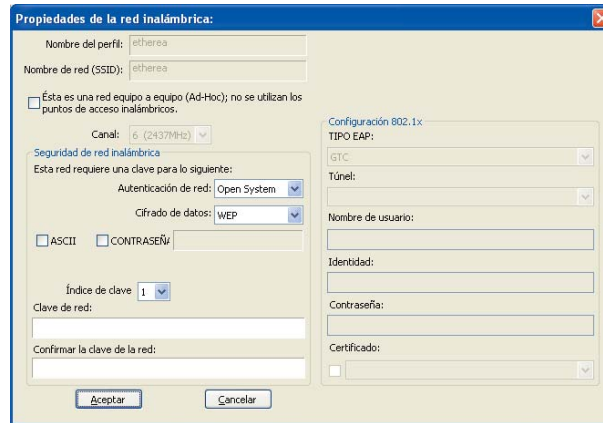 Propiedades de la red inalámbrica:
Nombre del perfil: etherea
Nombre de red (SSID): etherea
Ésta es una red equipo a equipo (Ad-Hoc); no se utilizan los
puntos de acceso inalámbricos.
Canal: 6 (2437MHz)
Seguridad de red inalámbrica
Esta red requiere una clave para lo siguiente:
Autenticación de red: Open System
Cifrado de datos: WEP
ASCII CONTRASEÑA
Índice de clave 1
Clave de red:
Confirmar la clave de la red:
Aceptar Cancelar
Configuración 802.1x
TIPO EAP:
GTC
Túnel:
Nombre de usuario:
Identidad:
Contraseña:
Certificado: